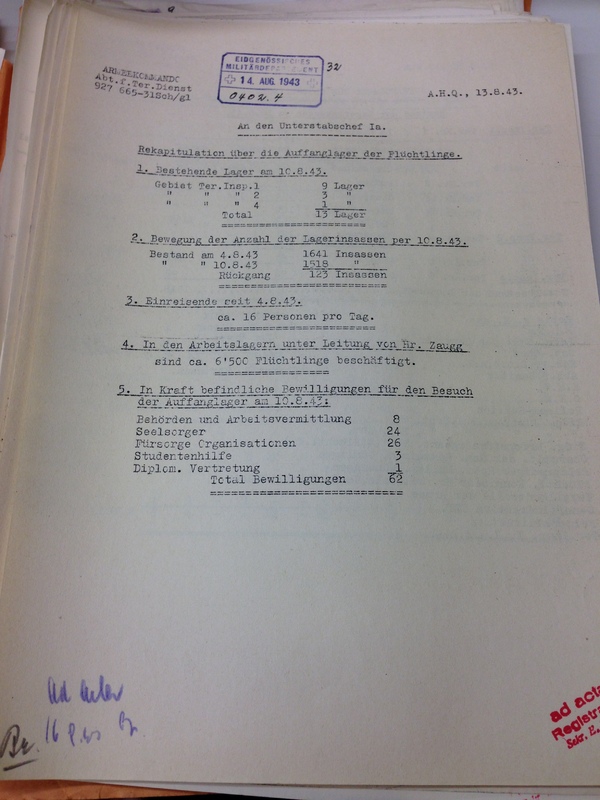 ARMEEKOMMANDO
Abt.f.Ter.Dienst
927 665-31Sch/gl
EIDGENÖSSISCHES
MILITÄRDEPARTEMENT
14. AUG. 1943
0402.4
32
A.H.Q., 13.8.43.
An den Unterstabschef Ia.
Rekapitulation über die Auffanglager der Flüchtlinge.
1. Bestehende Lager am 10.8.43.
Gebiet Ter.Insp.1 9 Lager
" " " 2 3 "
" " " 4 1 "
Total 13 Lager
2. Bewegung der Anzahl der Lagerinsassen per 10.8.43.
Bestand am 4.8.43 1641 Insassen
" " 10.8.43 1518 "
Rückgang 123 Insassen
3. Einreisende seit 4.8.43.
ca. 16 Personen pro Tag.
4. In den Arbeitslagern unter Leitung von Hr. Zaugg
sind ca. 6'500 Flüchtlinge beschäftigt.
5. In Kraft befindliche Bewilligungen für den Besuch
der Auffanglager am 10.8.43:
Behörden und Arbeitsvermittlung 8
Seelsorger 24
Fürsorge Organisationen 26
Studentenhilfe 3
Diplom. Vertretung 1
Total Bewilligungen 62
ad acta
Registra
Sekr.